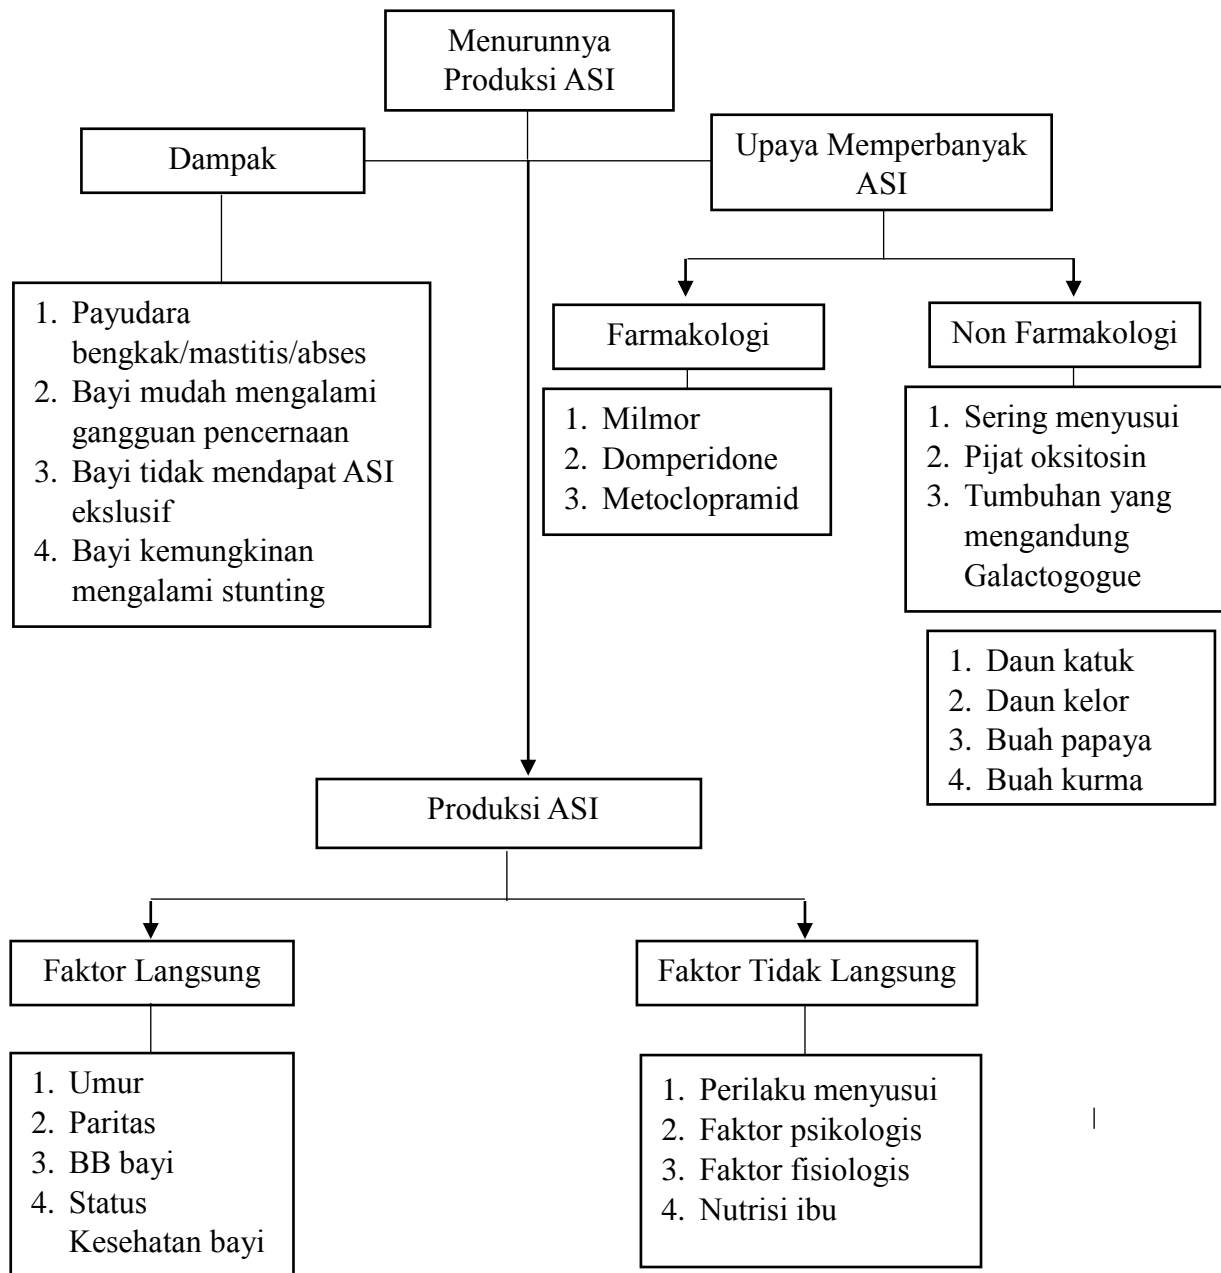 Menurunnya
Produksi ASI
Dampak
Upaya Memperbanyak
ASI
1. Payudara
bengkak/mastitis/abses
2. Bayi mudah mengalami
gangguan pencernaan
3. Bayi tidak mendapat ASI
ekslusif
4. Bayi kemungkinan
mengalami stunting
Farmakologi
Non Farmakologi
1. Milmor
2. Domperidone
3. Metoclopramid
1. Sering menyusui
2. Pijat oksitosin
3. Tumbuhan yang
mengandung
Galactogogue
1. Daun katuk
2. Daun kelor
3. Buah papaya
4. Buah kurma
Produksi ASI
Faktor Langsung
Faktor Tidak Langsung
1. Umur
2. Paritas
3. BB bayi
4. Status
Kesehatan bayi
1. Perilaku menyusui
2. Faktor psikologis
3. Faktor fisiologis
4. Nutrisi ibu